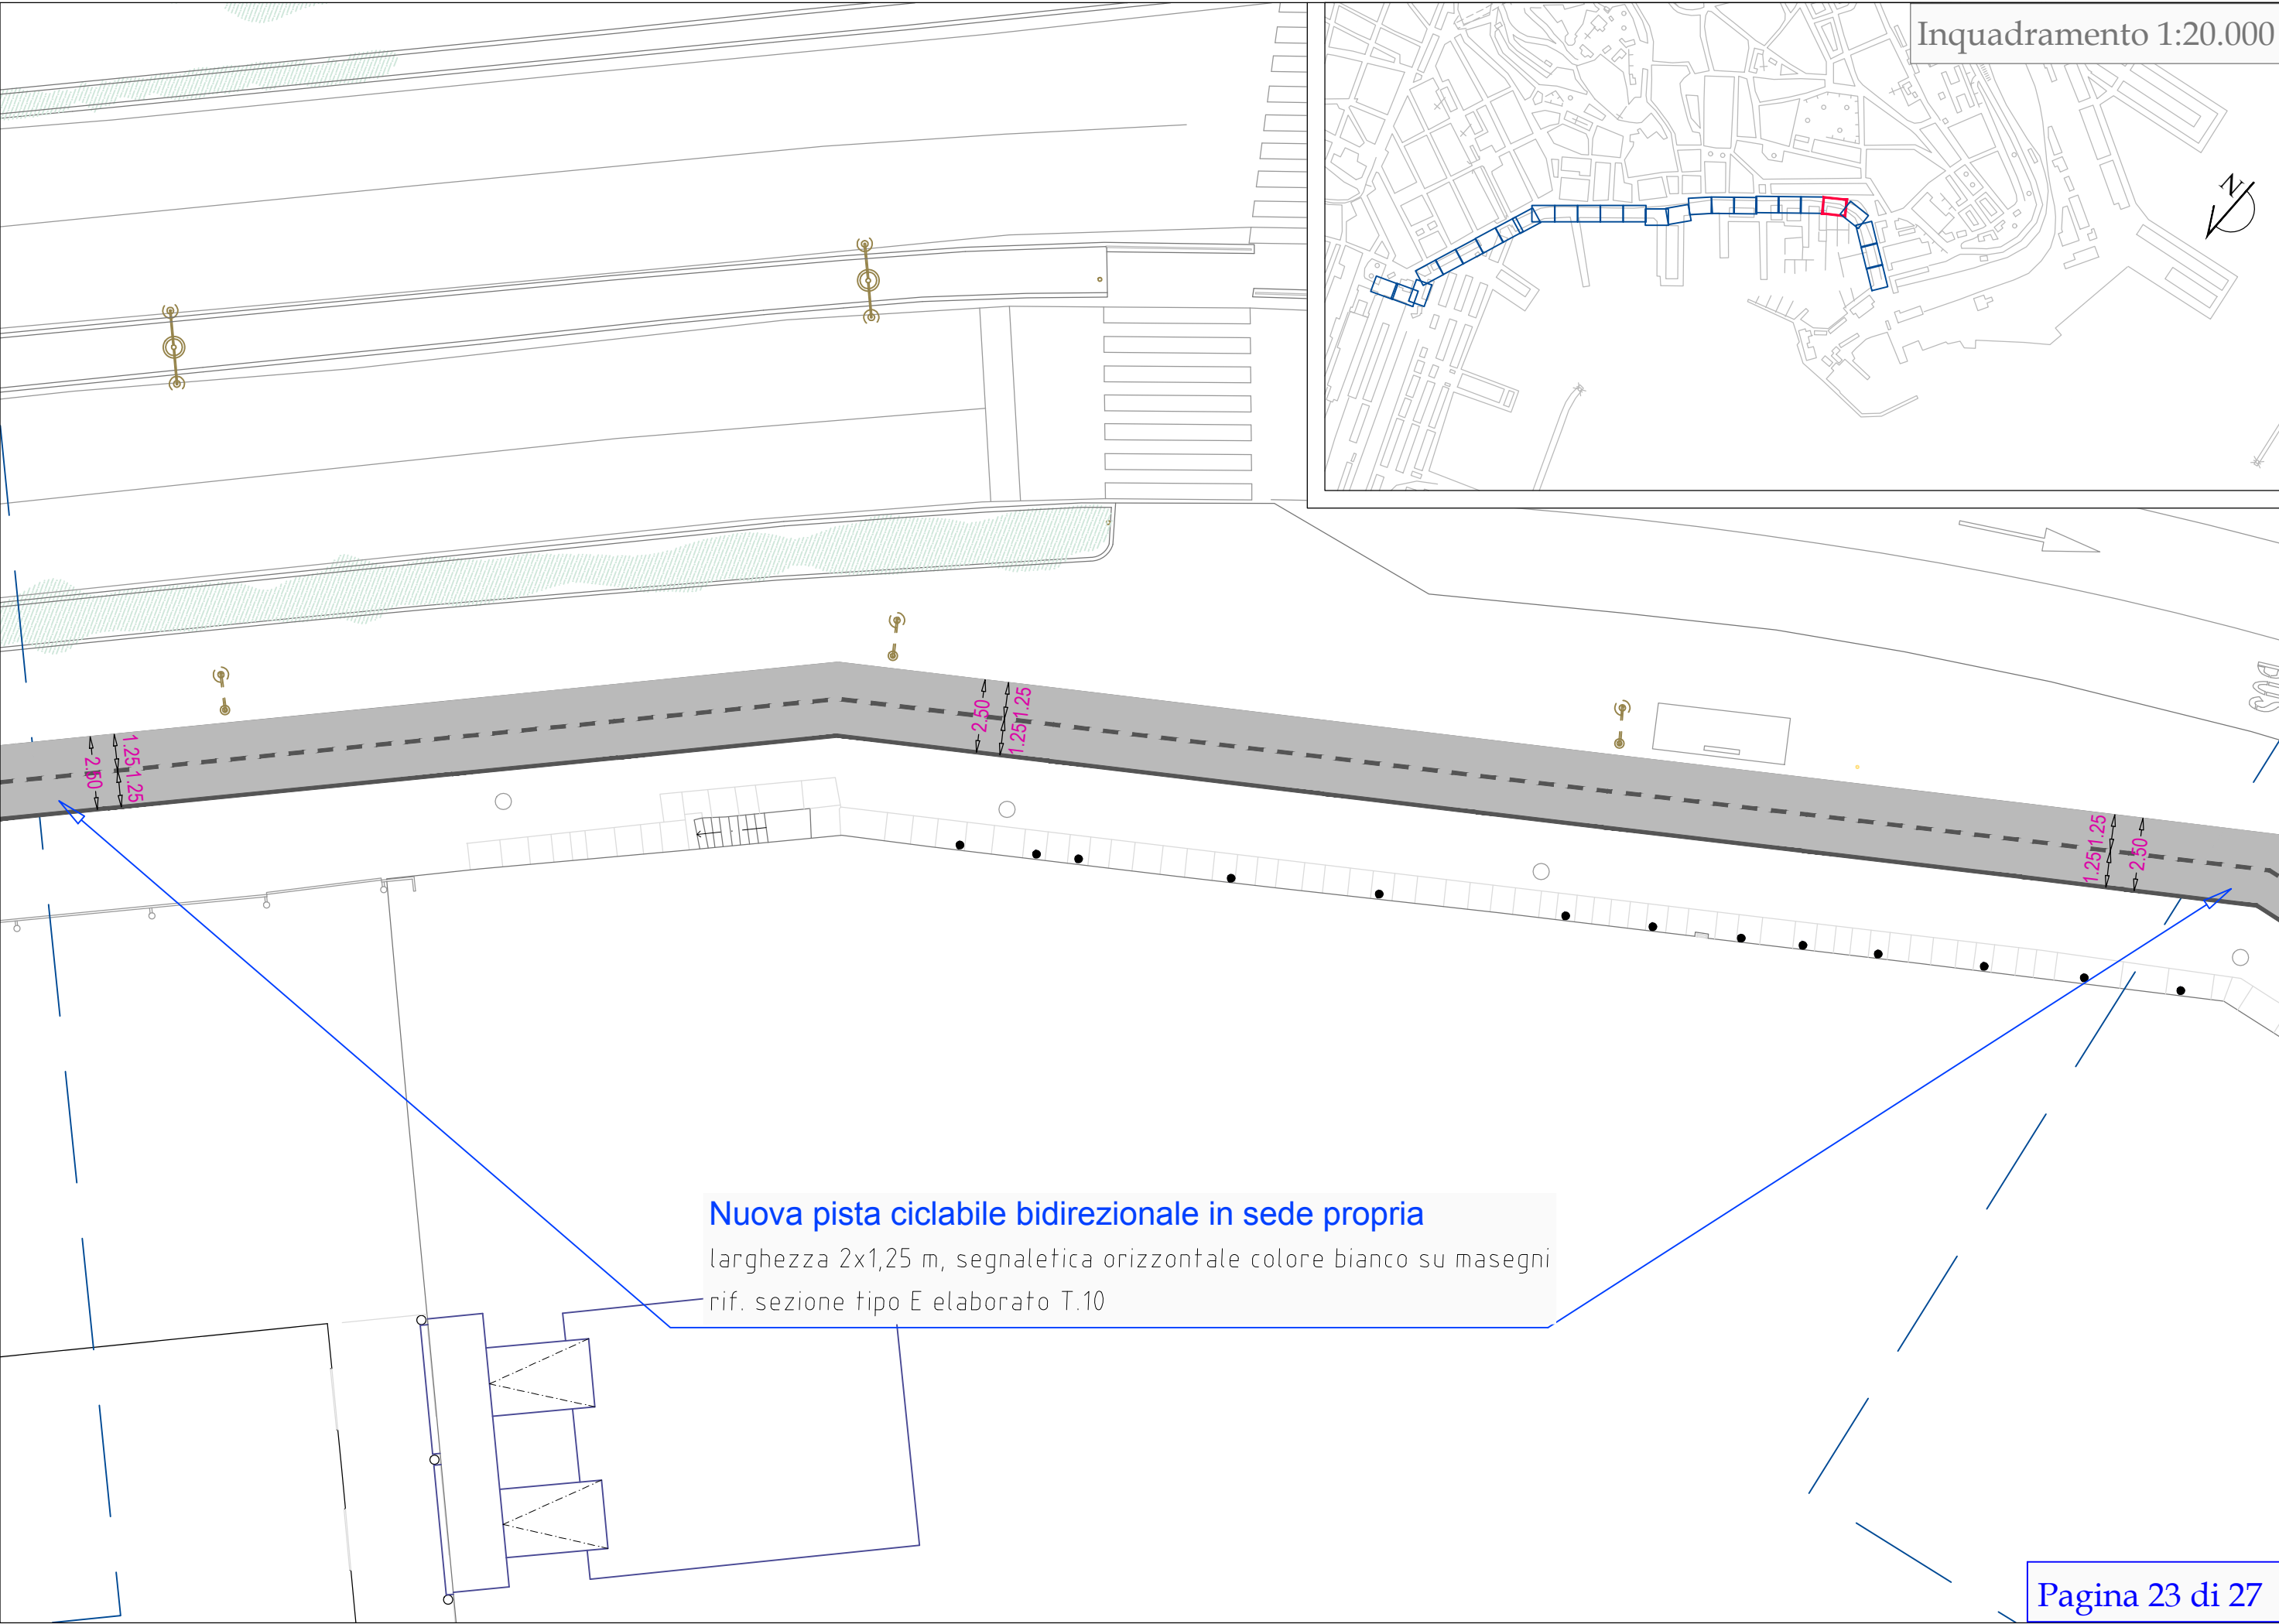 Inquadramento 1:20.000
N
SUD
2.50
1.25 1.25
2.50
1.25 1.25
1.25 1.25
2.50
Nuova pista ciclabile bidirezionale in sede propria
larghezza 2x1,25 m, segnaletica orizzontale colore bianco su masegni
rif. sezione tipo E elaborato T.10
Pagina 23 di 27